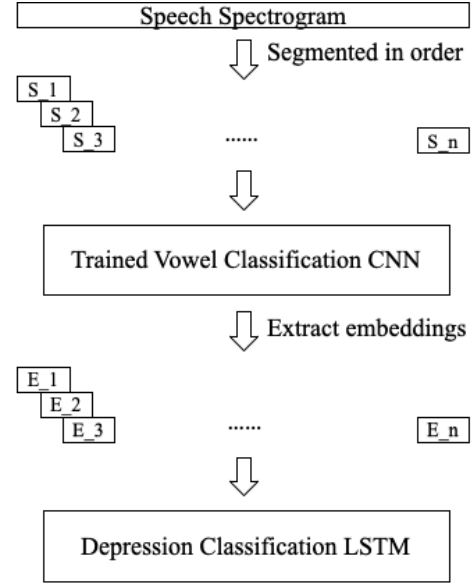 Speech Spectrogram
Segmented in order
S_1
S_2
S_3
......
S_n
Trained Vowel Classification CNN
Extract embeddings
E_1
E_2
E_3
......
E_n
Depression Classification LSTM